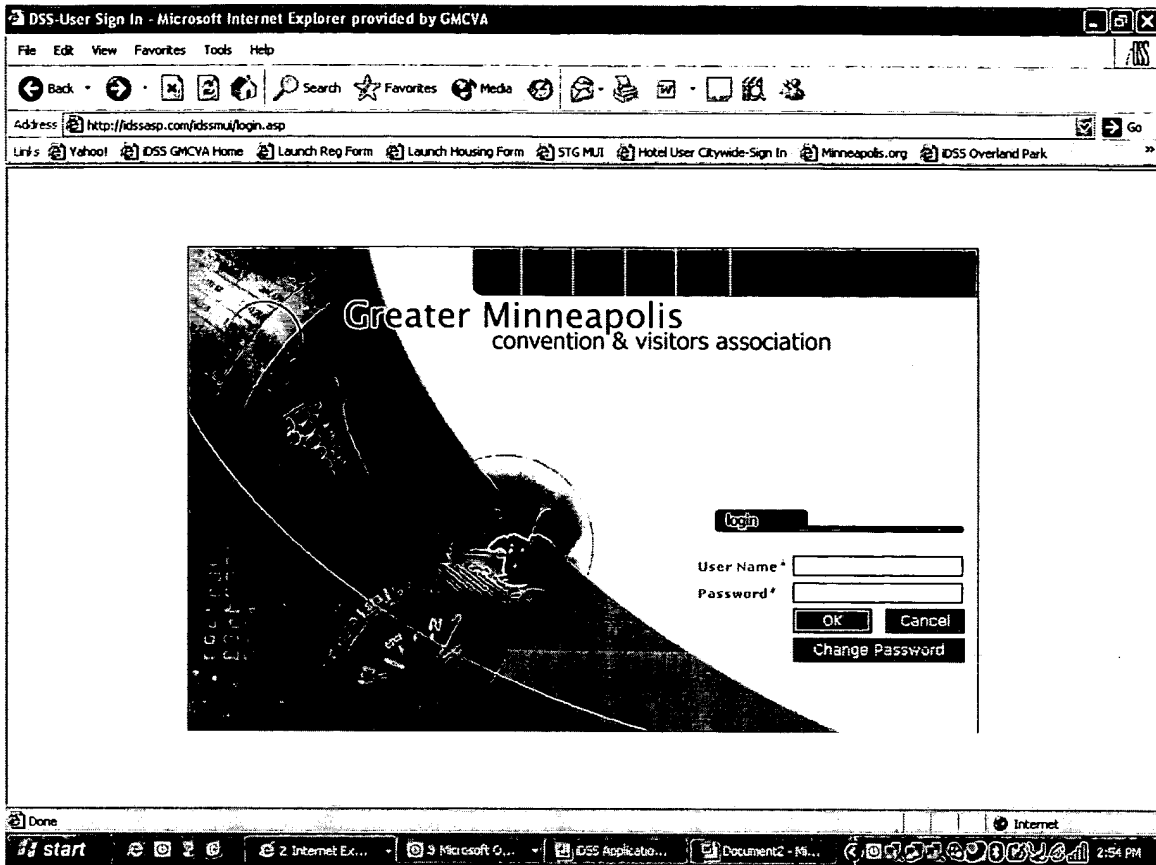 DSS-User Sign In - Microsoft Internet Explorer provided by GMCVA
File Edit View Favorites Tools Help
Back Search Favorites Media
Address http://idssasp.com/idssmui/login.asp Go
Links Yahoo! iDSS GMCVA Home Launch Reg Form Launch Housing Form STG MUI Hotel User Citywide-Sign In Minneapolis.org iDSS Overland Park »
Greater Minneapolis
convention & visitors association
login
User Name*
Password*
OK Cancel
Change Password
Done Internet
start 2 Internet Ex... 3 Microsoft O... iDSS Applicatio... Document2 - Mi... 2:54 PM